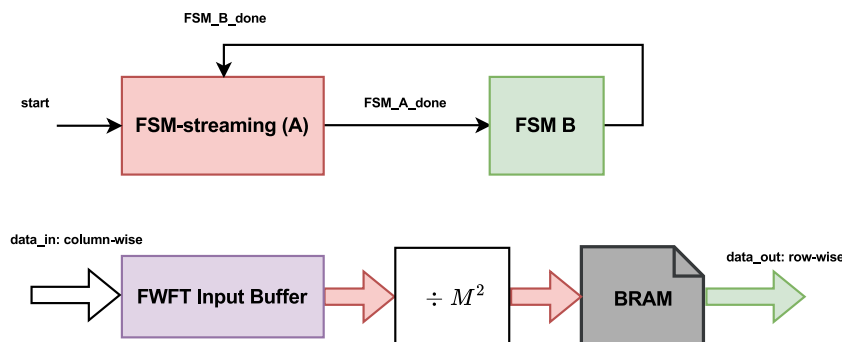 FSM_B_done
start
FSM-streaming (A)
FSM_A_done
FSM B
data_in: column-wise
FWFT Input Buffer
÷ M²
BRAM
data_out: row-wise